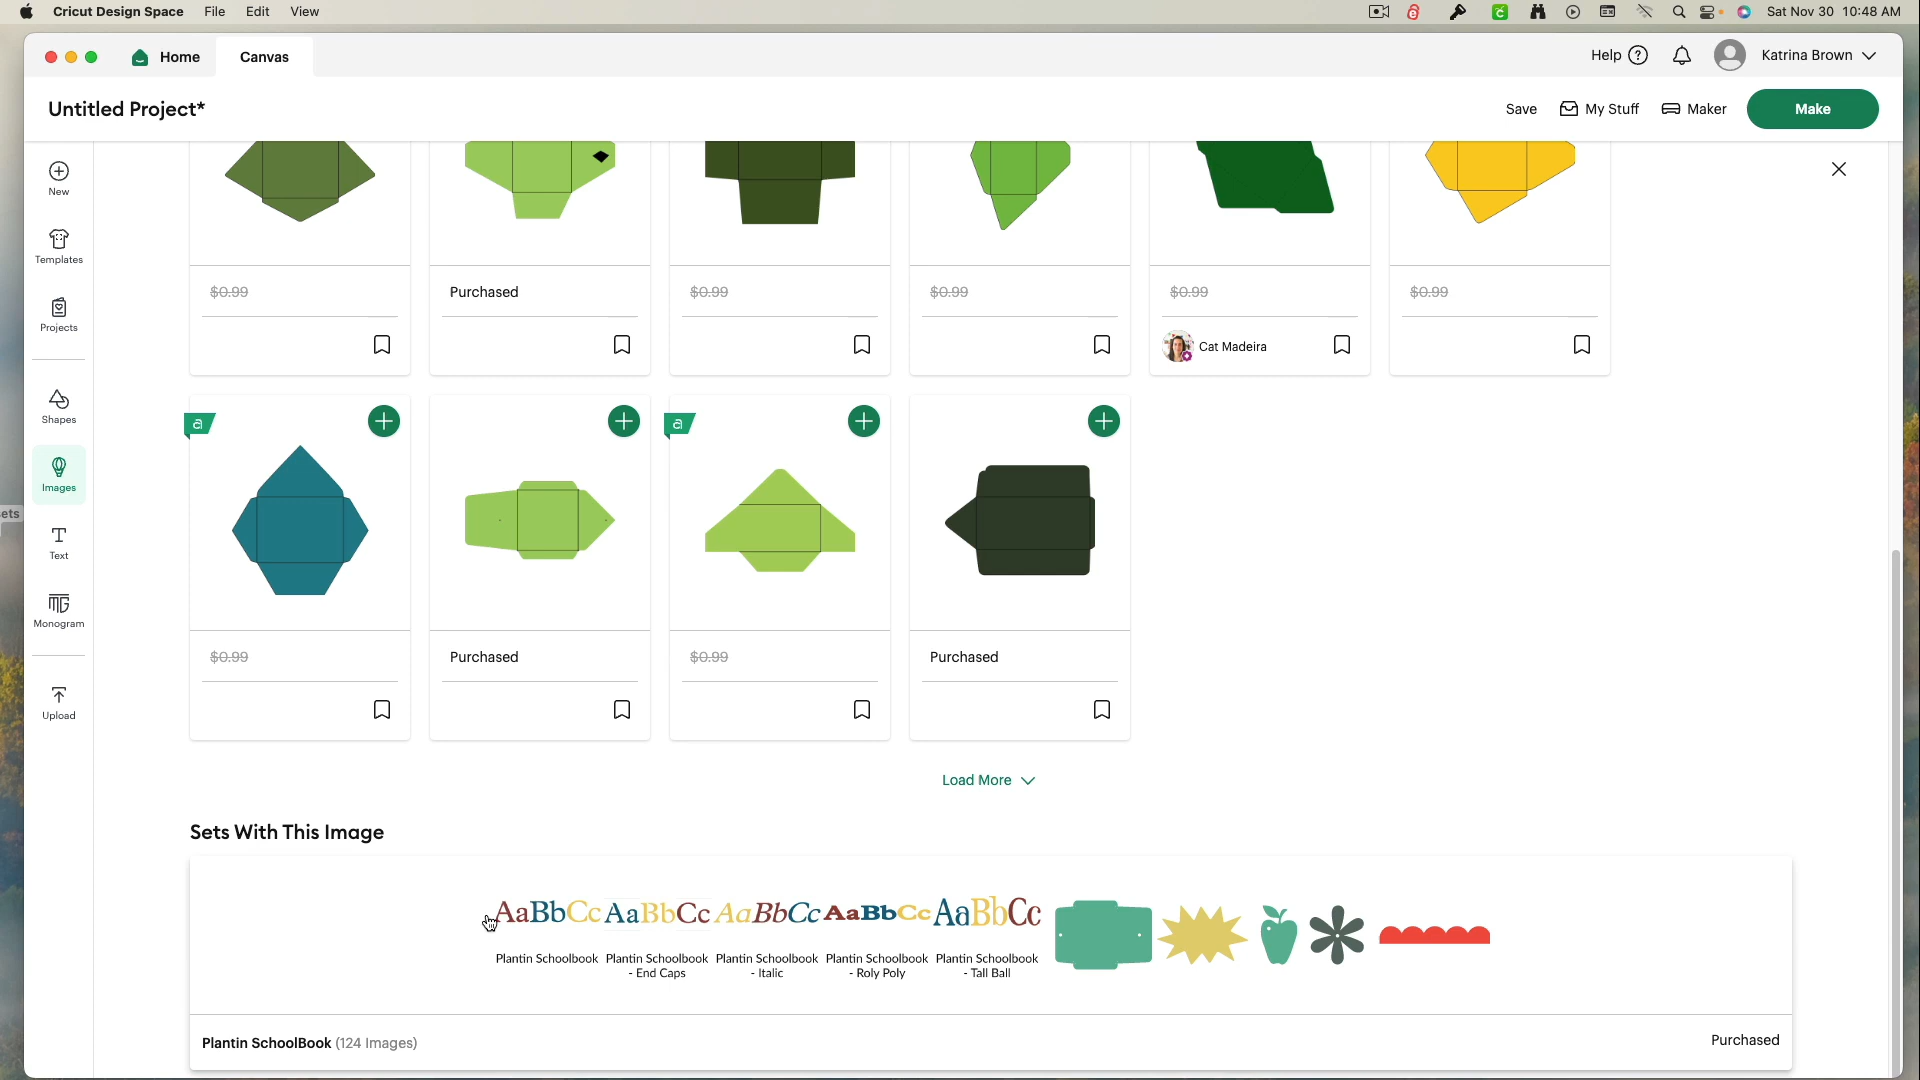 Cricut Design Space File Edit View
Sat Nov 30 10:48 AM
Home Canvas
Help ? Katrina Brown
Untitled Project*
Save My Stuff Maker Make
New
Templates
Projects
Shapes
Images
Text
Monogram
Upload
$0.99 Purchased $0.99 $0.99 $0.99 $0.99
Cat Madeira
a a
$0.99 Purchased $0.99 Purchased
Load More
Sets With This Image
AaBbCc AaBbCc AaBbCc AaBbCc AaBbCc
Plantin Schoolbook Plantin Schoolbook Plantin Schoolbook Plantin Schoolbook Plantin Schoolbook
- End Caps - Italic - Roly Poly - Tall Ball
Plantin SchoolBook (124 Images) Purchased